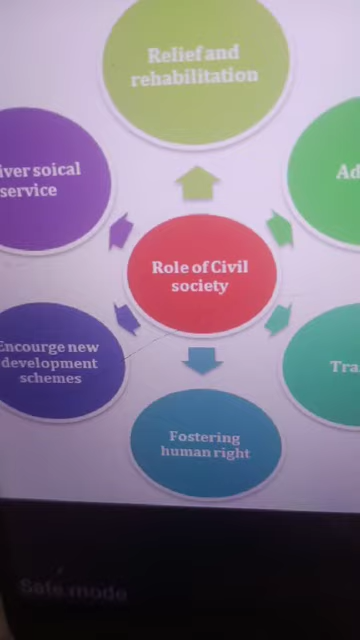 Relief and
rehabilitation
iver soical
service
Ad
Role of Civil
society
Encourge new
development
schemes
Tra
Fostering
human right
Safe mode